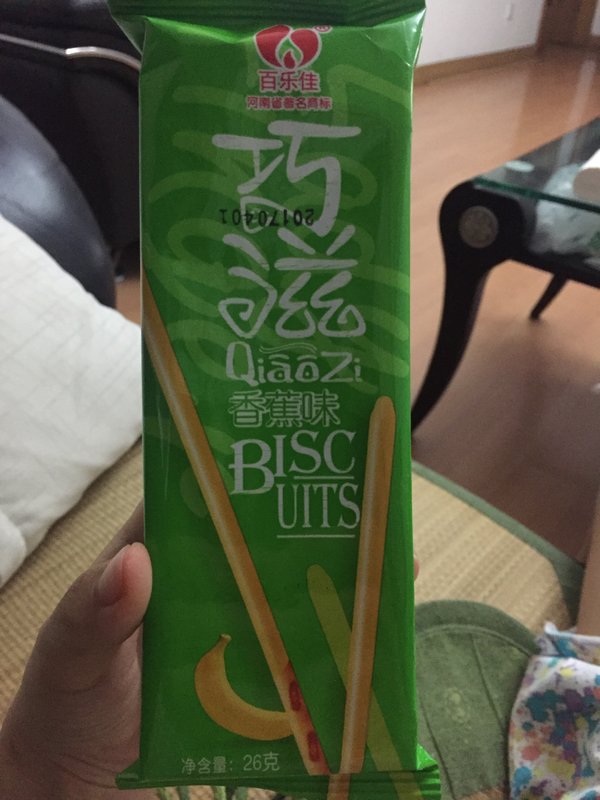 ®
百乐佳
河南省著名商标
巧滋
20170401
QiaoZi
香蕉味
BISC
UITS
净含量：26克